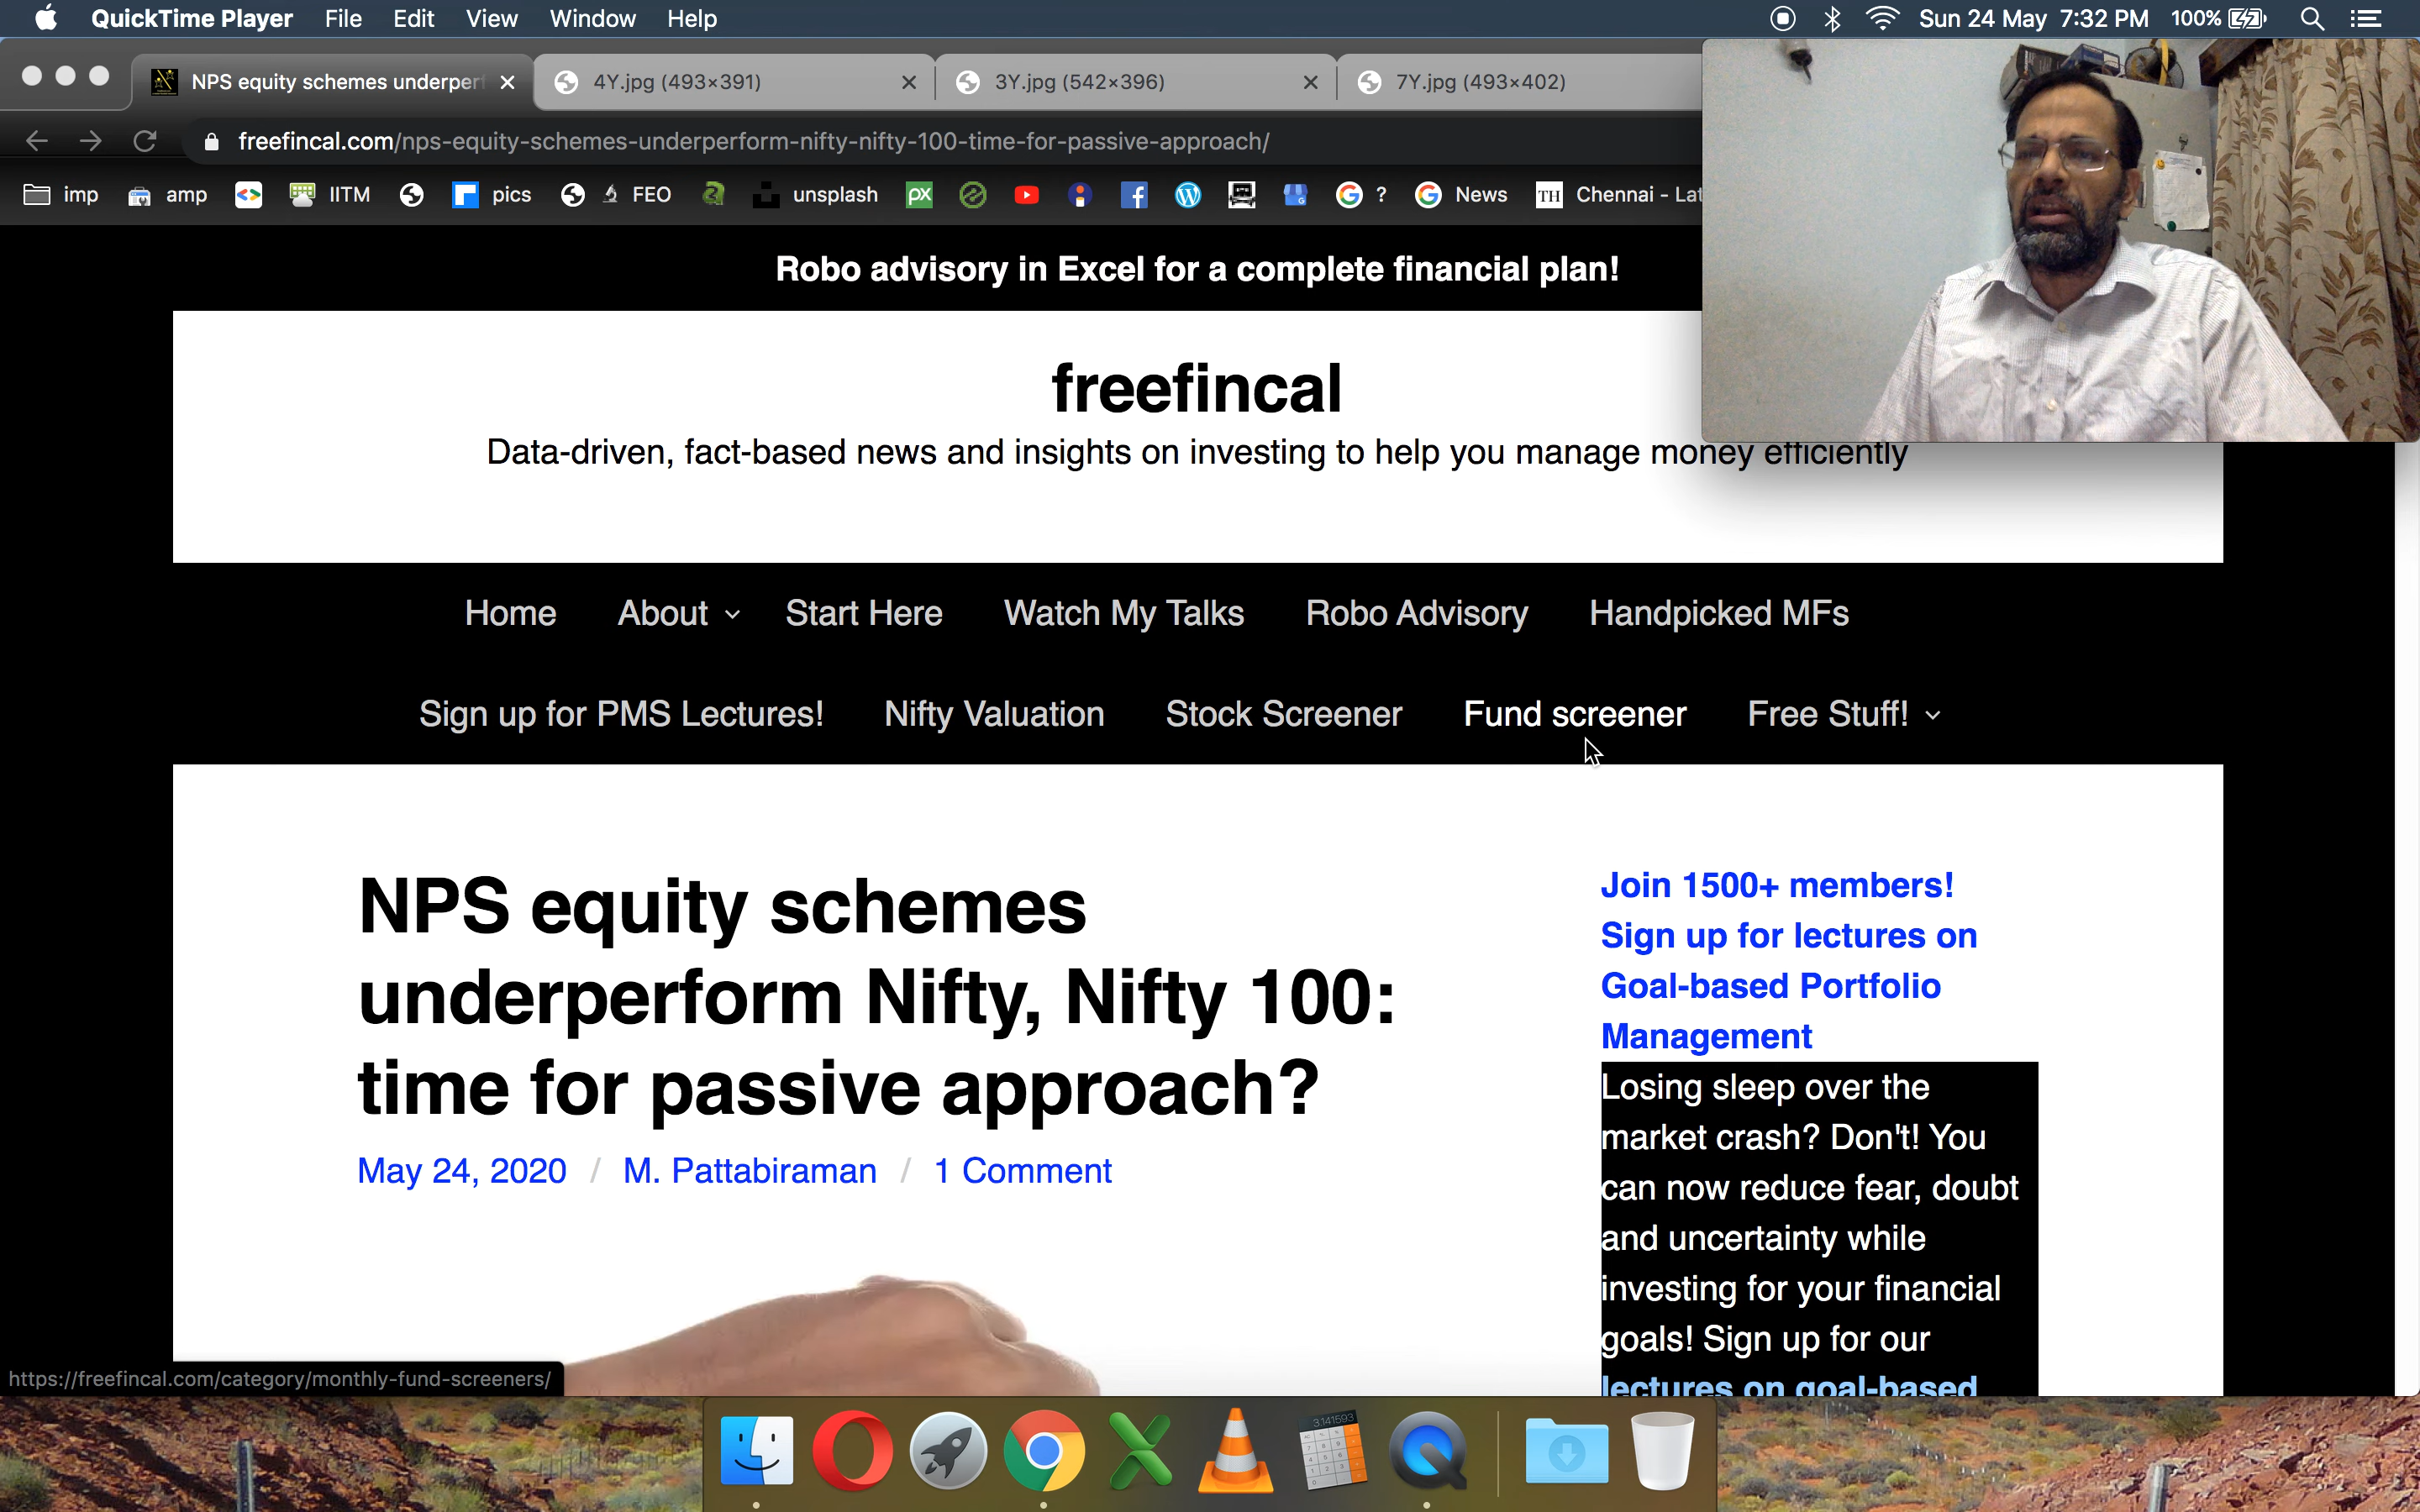 QuickTime Player File Edit View Window Help Sun 24 May 7:32 PM 100%
NPS equity schemes underperf 4Y.jpg (493×391) 3Y.jpg (542×396) 7Y.jpg (493×402)
freefincal.com/nps-equity-schemes-underperform-nifty-nifty-100-time-for-passive-approach/
imp amp IITM pics FEO unsplash px G ? G News TH Chennai - Lat
Robo advisory in Excel for a complete financial plan!
freefincal
Data-driven, fact-based news and insights on investing to help you manage money efficiently
Home About Start Here Watch My Talks Robo Advisory Handpicked MFs
Sign up for PMS Lectures! Nifty Valuation Stock Screener Fund screener Free Stuff!
NPS equity schemes
underperform Nifty, Nifty 100:
time for passive approach?
May 24, 2020 / M. Pattabiraman / 1 Comment
Join 1500+ members!
Sign up for lectures on
Goal-based Portfolio
Management
Losing sleep over the
market crash? Don't! You
can now reduce fear, doubt
and uncertainty while
investing for your financial
goals! Sign up for our
lectures on goal-based
https://freefincal.com/category/monthly-fund-screeners/
3.141593